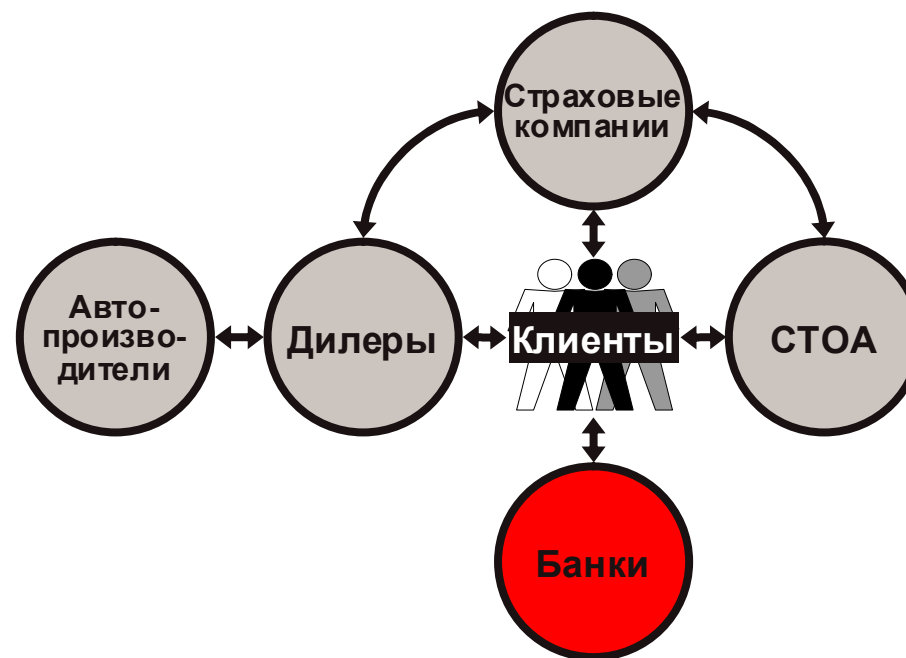 Страховые
компании
Авто-
произво-
дители
Дилеры
Клиенты
СТОА
Банки